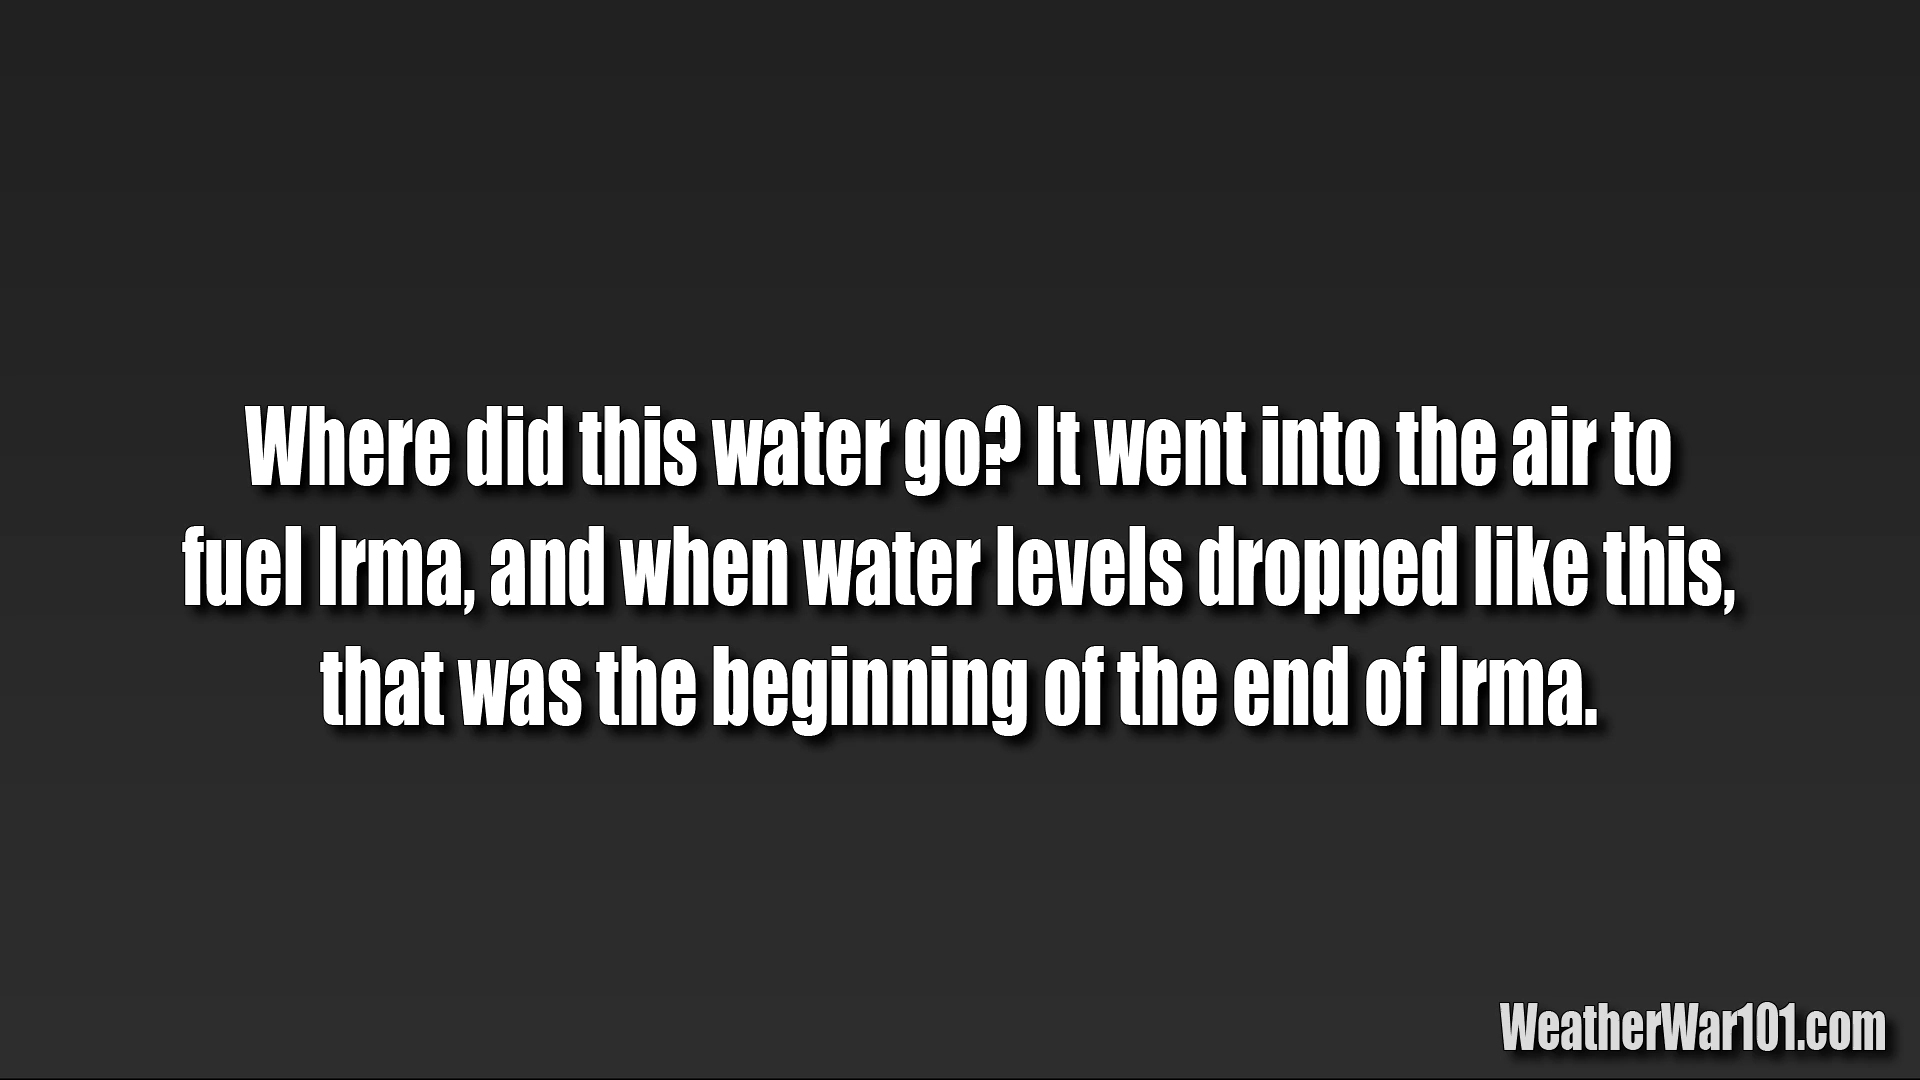 Where did this water go? It went into the air to
fuel Irma, and when water levels dropped like this,
that was the beginning of the end of Irma.
WeatherWar101.com